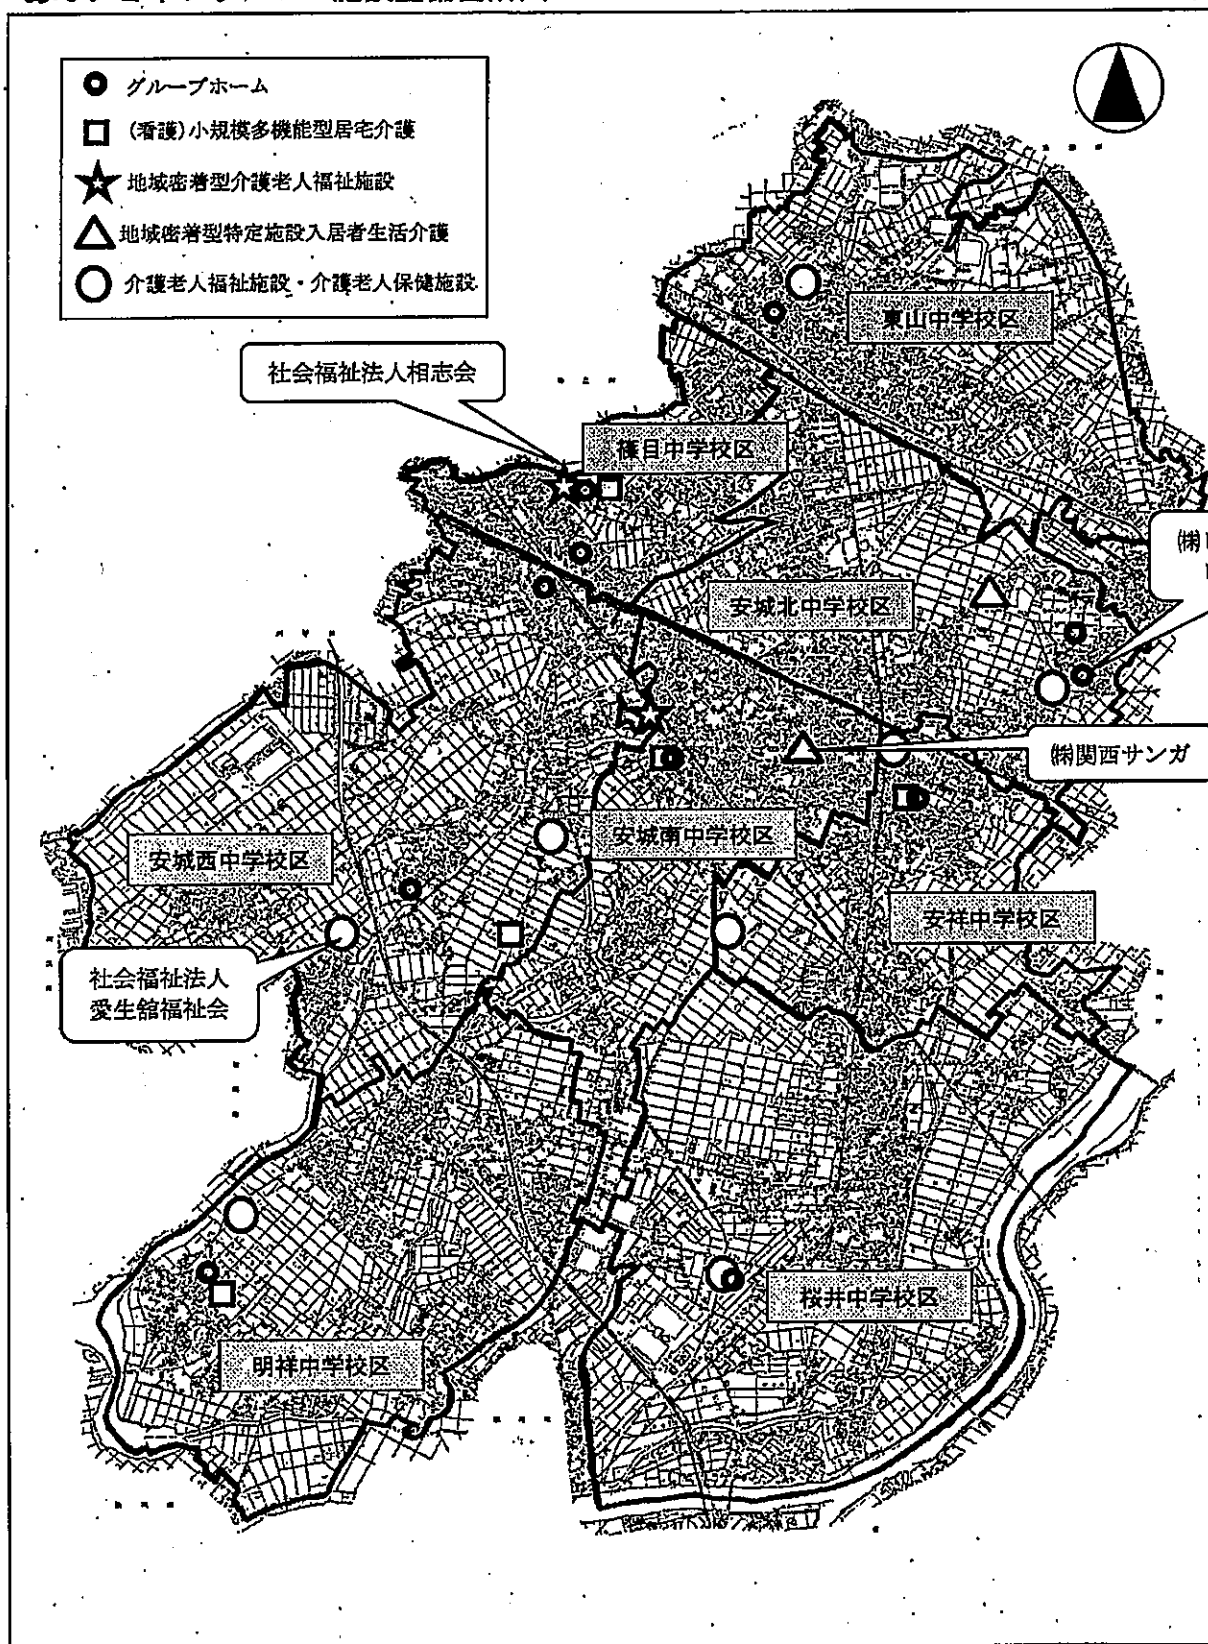 グループホーム
(看護)小規模多機能型居宅介護
地域密着型介護老人福祉施設
地域密着型特定施設入居者生活介護
介護老人福祉施設・介護老人保健施設
東山中学校区
社会福祉法人相志会
篠目中学校区
㈱
安城北中学校区
㈱関西サンガ
安城南中学校区
安城西中学校区
安祥中学校区
社会福祉法人
愛生舘福祉会
桜井中学校区
明祥中学校区